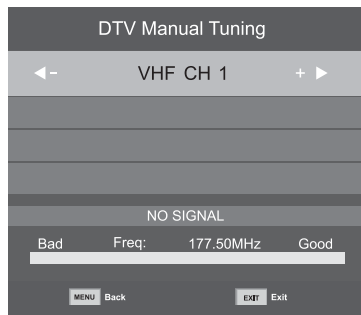 DTV Manual Tuning
- VHF CH 1 +
NO SIGNAL
Bad Freq: 177.50MHz Good
MENU Back EXIT Exit